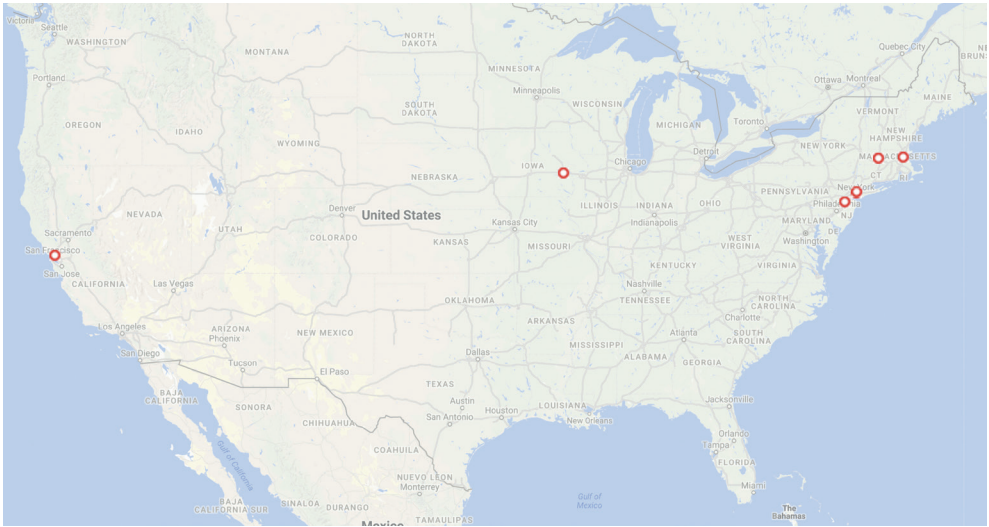 Victoria
Seattle
WASHINGTON
NORTH
DAKOTA
MONTANA
Quebec City
MINNESOTA
Ottawa
Montreal
Portland
Minneapolis
MAINE
WISCONSIN
SOUTH
DAKOTA
VERMONT
OREGON
MICHIGAN
Toronto
IDAHO
NEW
HAMPSHIRE
WYOMING
NEW YORK
Detroit
MASSAC SETTS
IOWA
Chicago
CT
RI
NEBRASKA
PENNSYLVANIA
New York
ILLINOIS
INDIANA
OHIO
Philadelphia
Denver
NEVADA
United States
NJ
Indianapolis
MARYLAND
Kansas City
UTAH
Sacramento
DE
COLORADO
KANSAS
MISSOURI
WEST
VIRGINIA
Washington
San Francisco
San Jose
KENTUCKY
VIRGINIA
CALIFORNIA
Las Vegas
Nashville
OKLAHOMA
TENNESSEE
NORTH
CAROLINA
Charlotte
ARKANSAS
Los Angeles
ARIZONA
NEW MEXICO
Atlanta
SOUTH
CAROLINA
Phoenix
MISSISSIPPI
San Diego
Dallas
ALABAMA
GEORGIA
Tucson
El Paso
TEXAS
BAJA
CALIFORNIA
SONORA
Austin
LOUISIANA
Jacksonville
San Antonio
Houston
New Orleans
CHIHUAHUA
Orlando
Tampa
COAHUILA
Gulf of California
FLORIDA
NUEVO LEON
Monterrey
Miami
Gulf of
Mexico
BAJA
CALIFORNIA SUR
SINALOA
DURANGO
The
Bahamas
Mexico
TAMAULIPAS